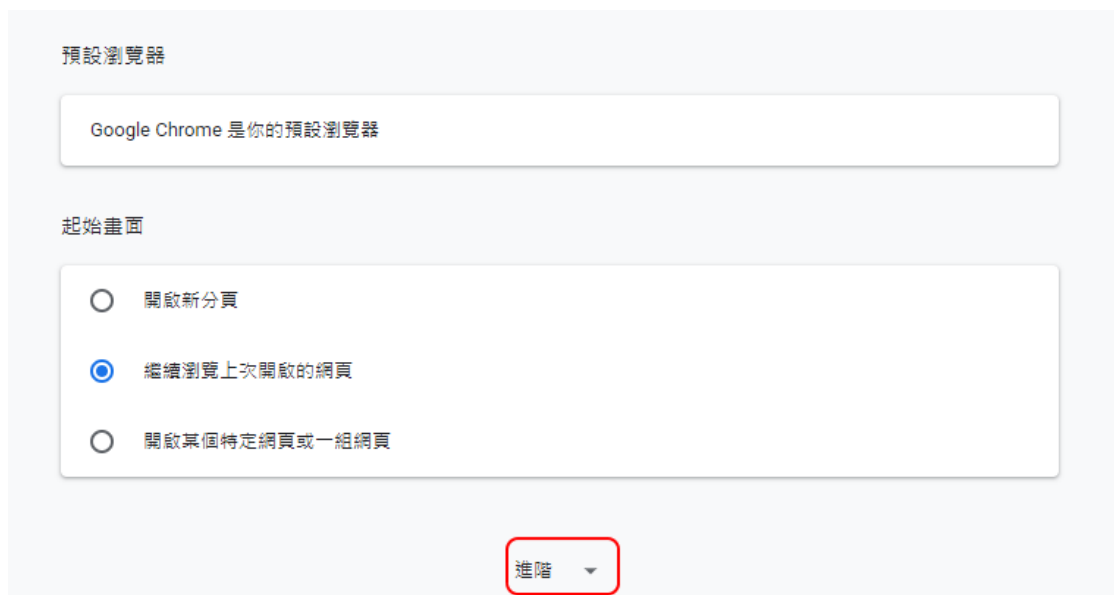 預設瀏覽器
Google Chrome 是你的預設瀏覽器
起始畫面
開啟新分頁
繼續瀏覽上次開啟的網頁
開啟某個特定網頁或一組網頁
進階